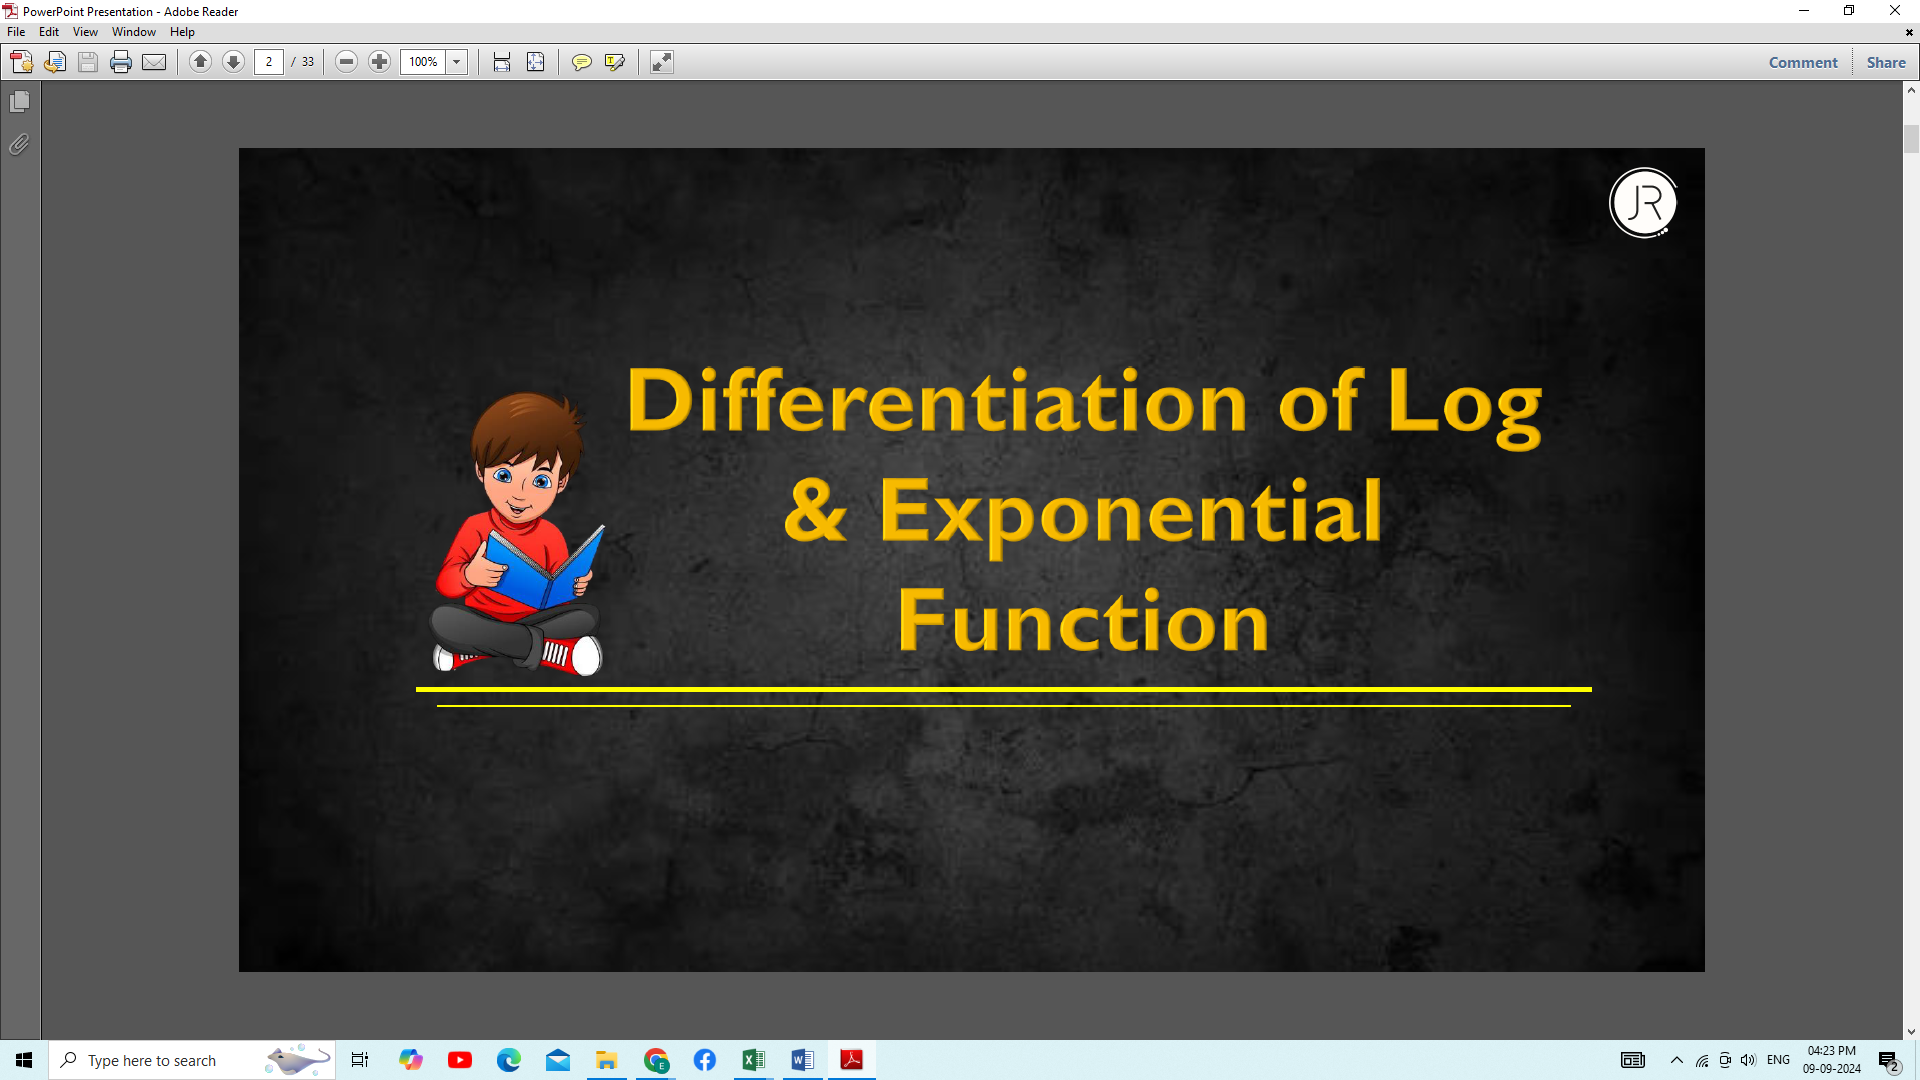 PowerPoint Presentation - Adobe Reader
File Edit View Window Help
2 / 33 100% Comment Share
JR
Differentiation of Log
& Exponential
Function
Type here to search
ENG
04:23 PM
09-09-2024
2